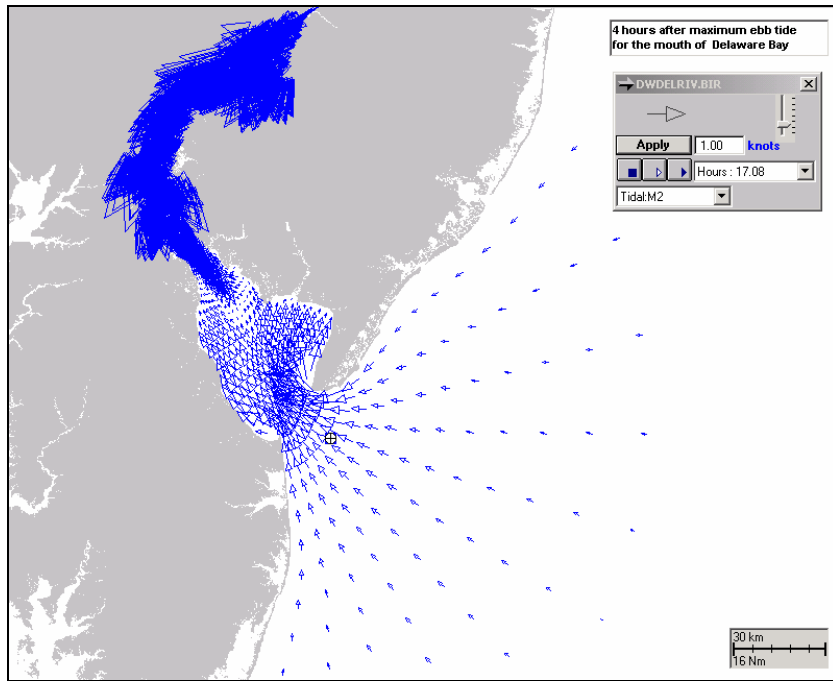 4 hours after maximum ebb tide
for the mouth of Delaware Bay
DWDELRIV.BIR
Apply 1.00 knots
Hours : 17.08
Tidal:M2
30 km
16 Nm